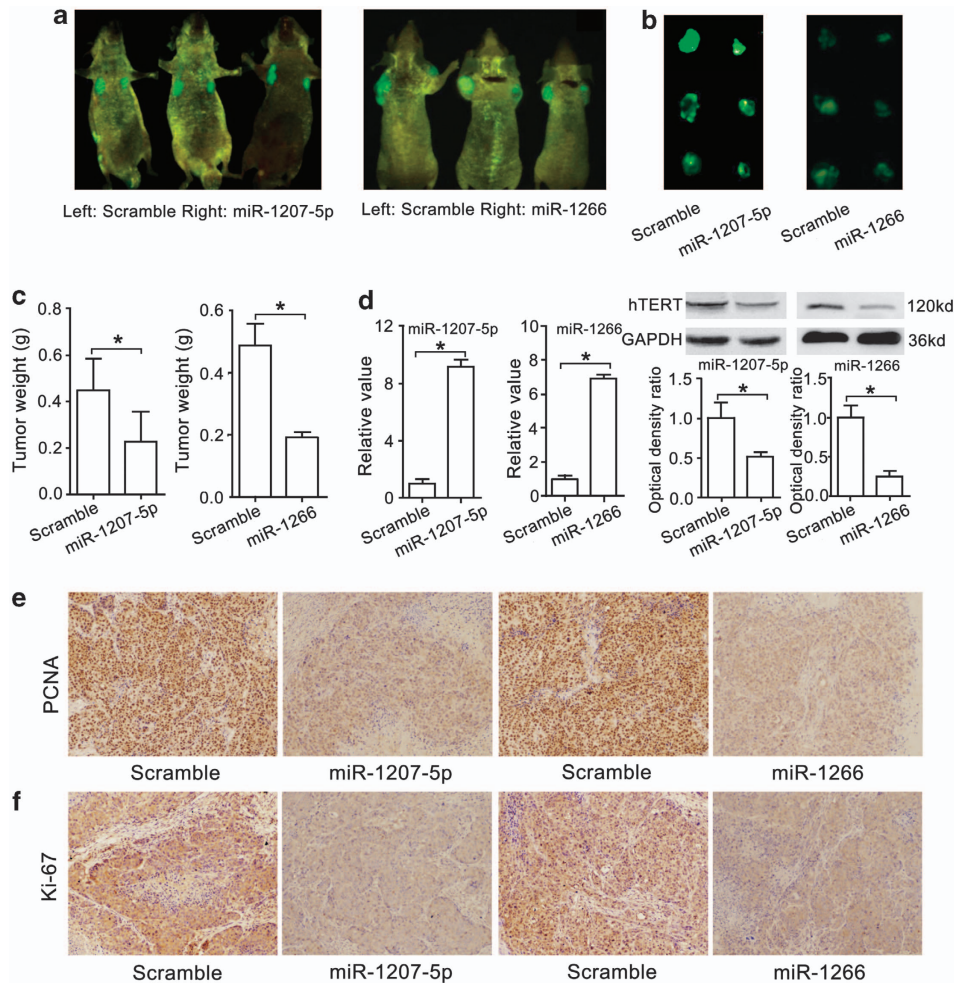 a
b
Left: Scramble Right: miR-1207-5p
Left: Scramble Right: miR-1266
Scramble
miR-1207-5p
Scramble
miR-1266
c
Tumor weight (g)
0.8
0.6
0.4
0.2
0.0
*
Scramble
miR-1207-5p
Tumor weight (g)
0.6
0.4
0.2
0.0
*
Scramble
miR-1266
d
Relative value
12
9
6
3
0
miR-1207-5p
*
Scramble
miR-1207-5p
Relative value
9
6
3
0
miR-1266
*
Scramble
miR-1266
hTERT
120kd
GAPDH
36kd
miR-1207-5p
miR-1266
Optical density ratio
1.5
1.0
0.5
0.0
*
Scramble
miR-1207-5p
Optical density ratio
1.5
1.0
0.5
0.0
*
Scramble
miR-1266
e
PCNA
Scramble
miR-1207-5p
Scramble
miR-1266
f
Ki-67
Scramble
miR-1207-5p
Scramble
miR-1266